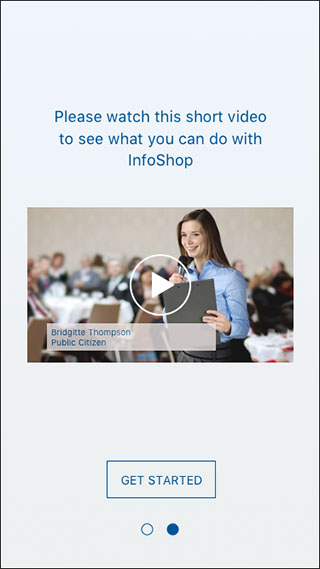 Please watch this short video
to see what you can do with
InfoShop
Bridgitte Thompson
Public Citizen
GET STARTED